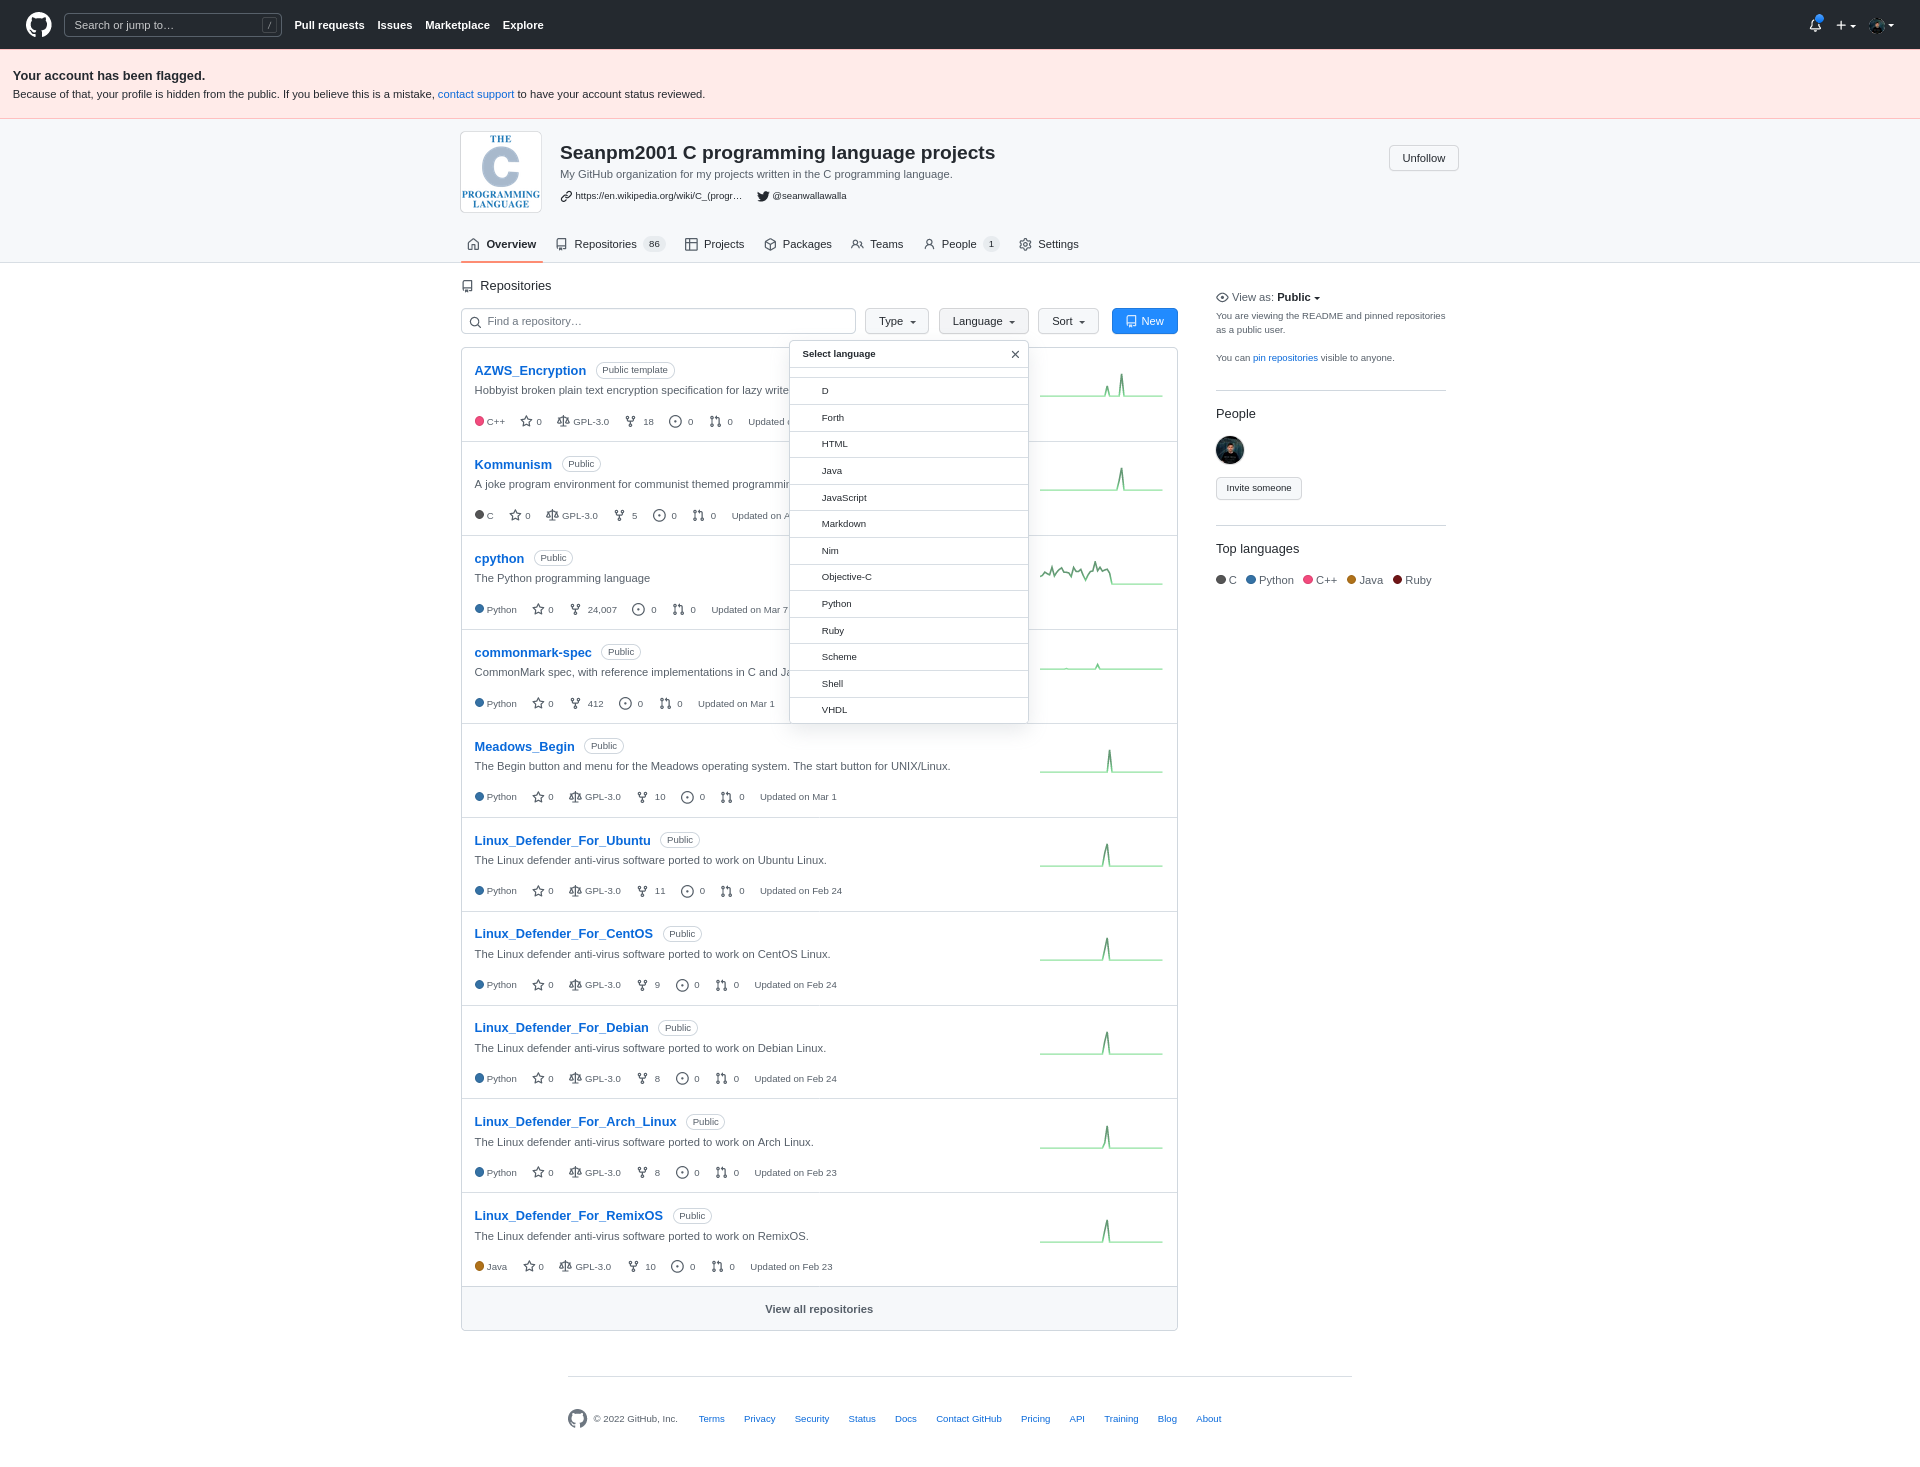 Search or jump to…
/
Pull requests Issues Marketplace Explore
Your account has been flagged.
Because of that, your profile is hidden from the public. If you believe this is a mistake, contact support to have your account status reviewed.
THE
C
PROGRAMMING
LANGUAGE
Seanpm2001 C programming language projects
My GitHub organization for my projects written in the C programming language.
https://en.wikipedia.org/wiki/C_(progr… @seanwallawalla
Unfollow
Overview Repositories 86 Projects Packages Teams People 1 Settings
Repositories
Find a repository…
Type Language Sort New
Select language
D
Forth
HTML
Java
JavaScript
Markdown
Nim
Objective-C
Python
Ruby
Scheme
Shell
VHDL
AZWS_Encryption Public template
Hobbyist broken plain text encryption specification for lazy write
C++ 0 GPL-3.0 18 0 0 Updated
Kommunism Public
A joke program environment for communist themed programmin
C 0 GPL-3.0 5 0 0 Updated on A
cpython Public
The Python programming language
Python 0 24,007 0 0 Updated on Mar 7
commonmark-spec Public
CommonMark spec, with reference implementations in C and Ja
Python 0 412 0 0 Updated on Mar 1
Meadows_Begin Public
The Begin button and menu for the Meadows operating system. The start button for UNIX/Linux.
Python 0 GPL-3.0 10 0 0 Updated on Mar 1
Linux_Defender_For_Ubuntu Public
The Linux defender anti-virus software ported to work on Ubuntu Linux.
Python 0 GPL-3.0 11 0 0 Updated on Feb 24
Linux_Defender_For_CentOS Public
The Linux defender anti-virus software ported to work on CentOS Linux.
Python 0 GPL-3.0 9 0 0 Updated on Feb 24
Linux_Defender_For_Debian Public
The Linux defender anti-virus software ported to work on Debian Linux.
Python 0 GPL-3.0 8 0 0 Updated on Feb 24
Linux_Defender_For_Arch_Linux Public
The Linux defender anti-virus software ported to work on Arch Linux.
Python 0 GPL-3.0 8 0 0 Updated on Feb 23
Linux_Defender_For_RemixOS Public
The Linux defender anti-virus software ported to work on RemixOS.
Java 0 GPL-3.0 10 0 0 Updated on Feb 23
View all repositories
View as: Public
You are viewing the README and pinned repositories
as a public user.
You can pin repositories visible to anyone.
People
Invite someone
Top languages
C Python C++ Java Ruby
© 2022 GitHub, Inc. Terms Privacy Security Status Docs Contact GitHub Pricing API Training Blog About